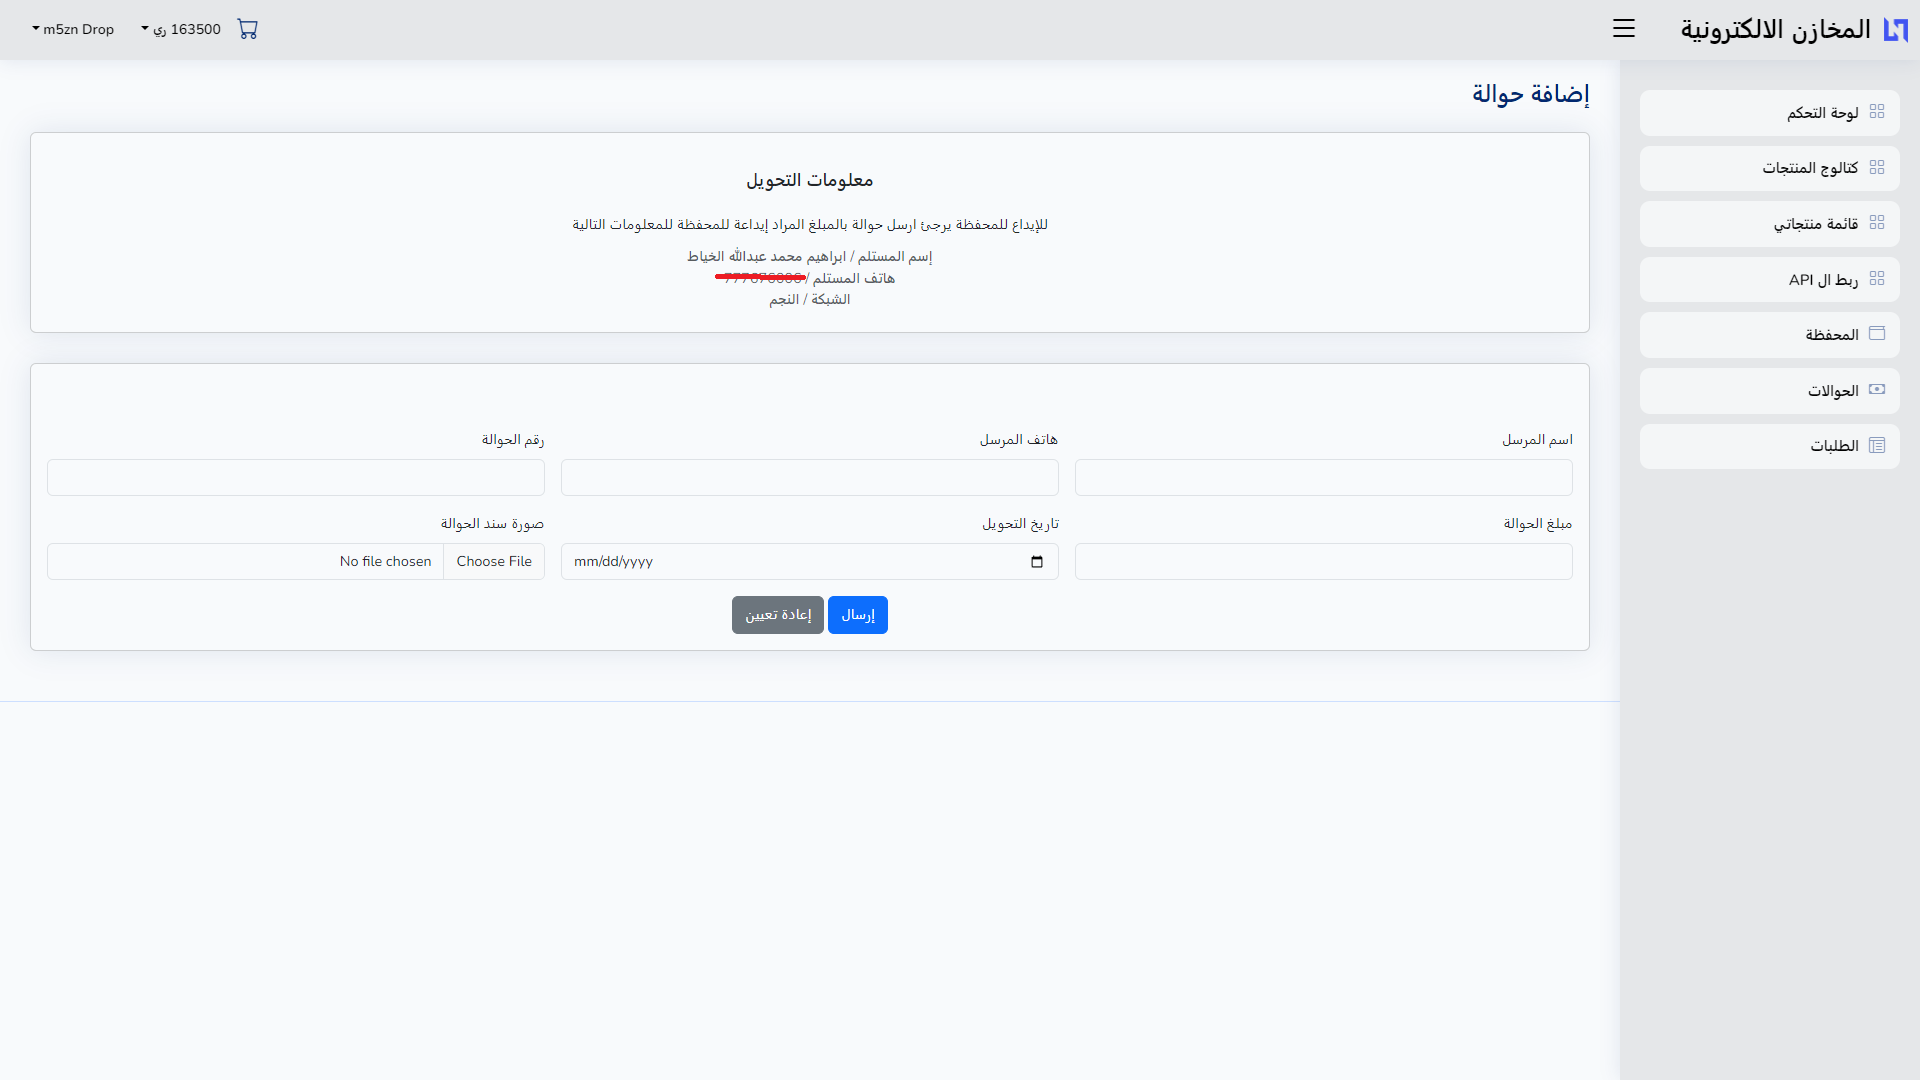 المخازن الالكترونية
163500 ري
m5zn Drop
لوحة التحكم
كتالوج المنتجات
قائمة منتجاتي
ربط ال API
المحفظة
الحوالات
الطلبات
إضافة حوالة
معلومات التحويل
للإيداع للمحفظة يرجئ ارسل حوالة بالمبلغ المراد إيداعة للمحفظة للمعلومات التالية
إسم المستلم / ابراهيم محمد عبدالله الخياط
هاتف المستلم /
الشبكة / النجم
اسم المرسل
هاتف المرسل
رقم الحوالة
مبلغ الحوالة
تاريخ التحويل
صورة سند الحوالة
mm/dd/yyyy
Choose File
No file chosen
إرسال
إعادة تعيين